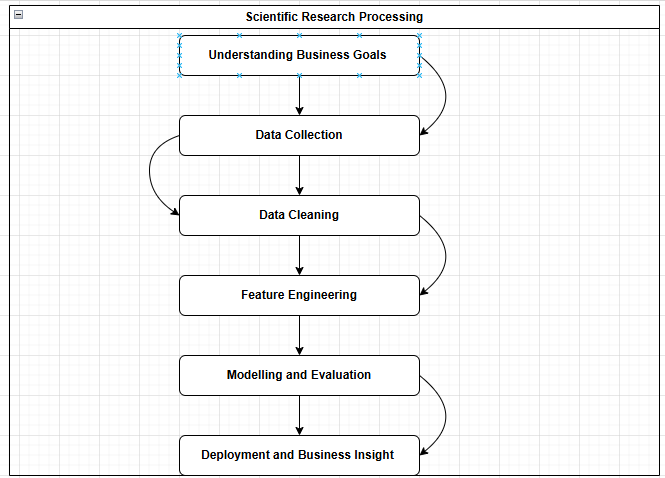 Scientific Research Processing
Understanding Business Goals
Data Collection
Data Cleaning
Feature Engineering
Modelling and Evaluation
Deployment and Business Insight